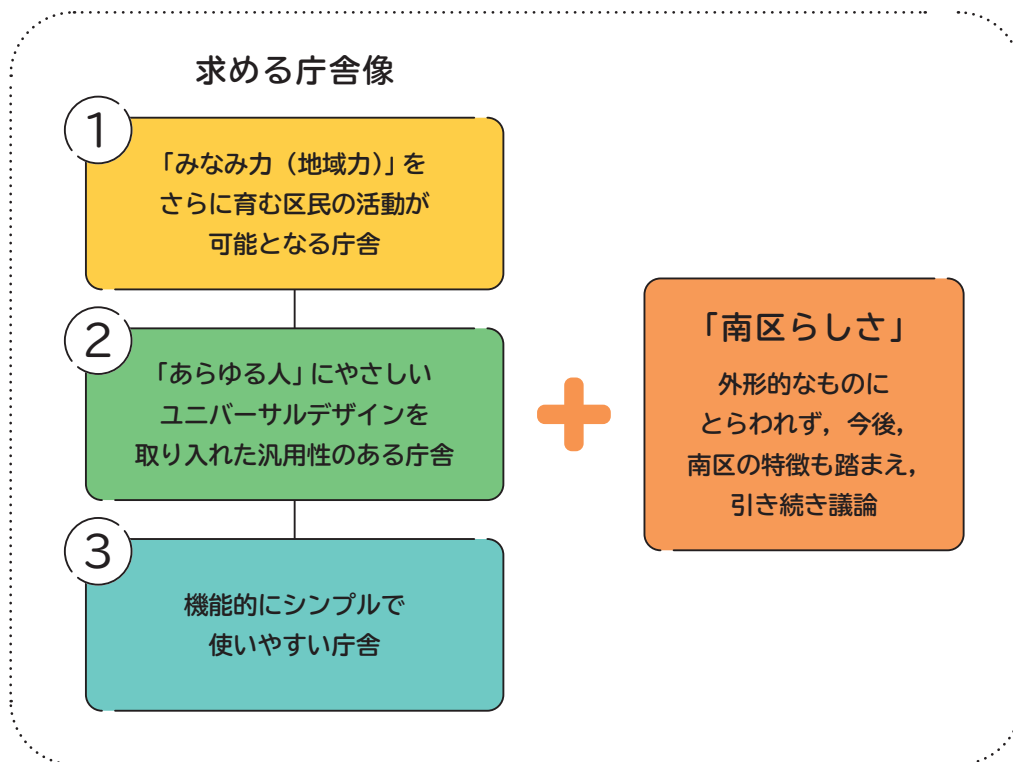 求める庁舎像
1
「みなみ力（地域力）」を
さらに育む区民の活動が
可能となる庁舎
2
「あらゆる人」にやさしい
ユニバーサルデザインを
取り入れた汎用性のある庁舎
3
機能的にシンプルで
使いやすい庁舎
「南区らしさ」
外形的なものに
とらわれず，今後，
南区の特徴も踏まえ，
引き続き議論